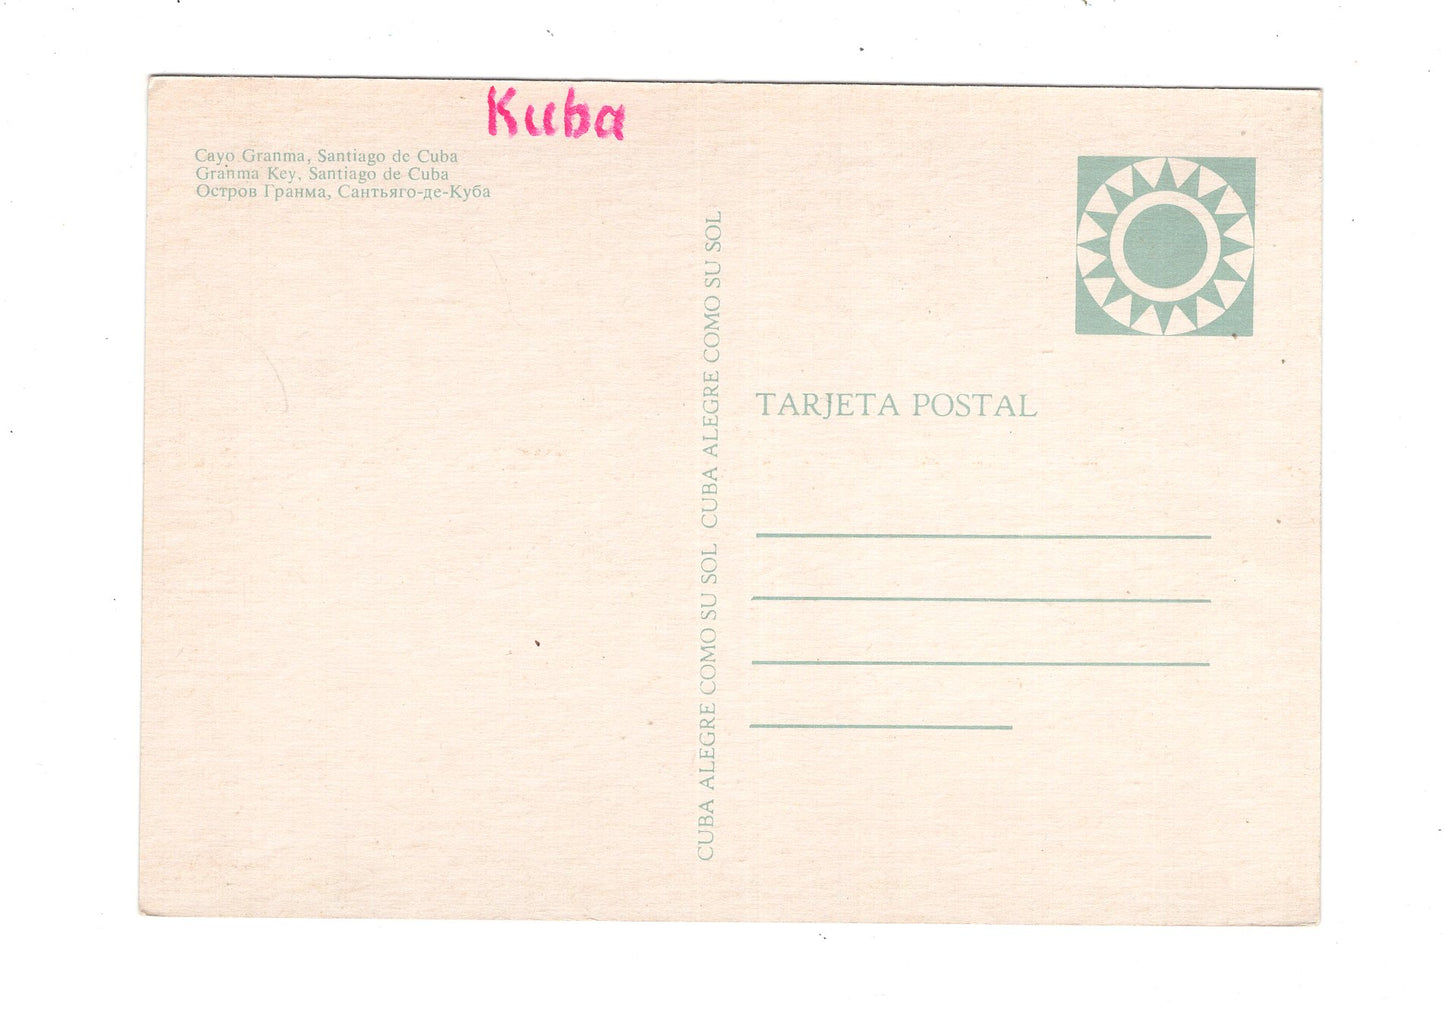 Kuba
Cayo Granma, Santiago de Cuba
Granma Key, Santiago de Cuba
Остров Гранма, Сантьяго-де-Куба
CUBA ALEGRE COMO SU SOL CUBA ALEGRE COMO SU SOL
TARJETA POSTAL